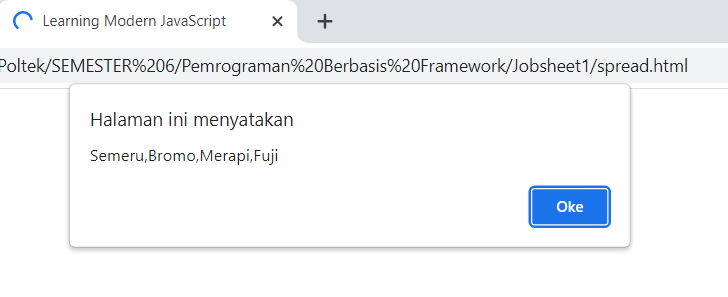 Learning Modern JavaScript
Poltek/SEMESTER%206/Pemrograman%20Berbasis%20Framework/Jobsheet1/spread.html
Halaman ini menyatakan
Semeru,Bromo,Merapi,Fuji
Oke